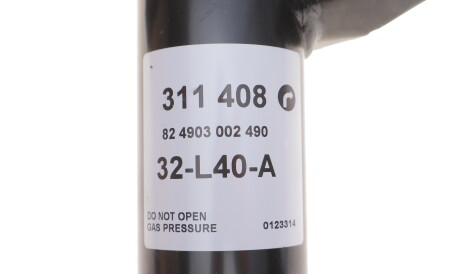 311 408
82 4903 002 490
32-L40-A
DO NOT OPEN
GAS PRESSURE 0123314